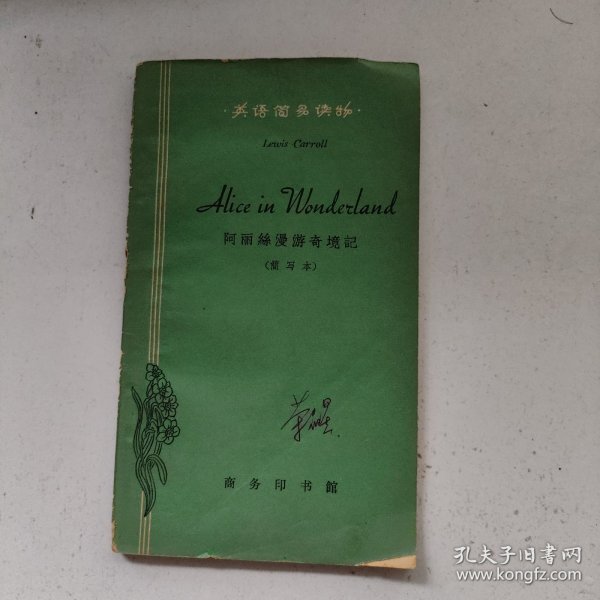 ·英语简易读物·
Lewis Carroll
Alice in Wonderland
阿丽絲漫游奇境記
（簡写本）
商务印书館
孔夫子旧书网
www.kongfz.com